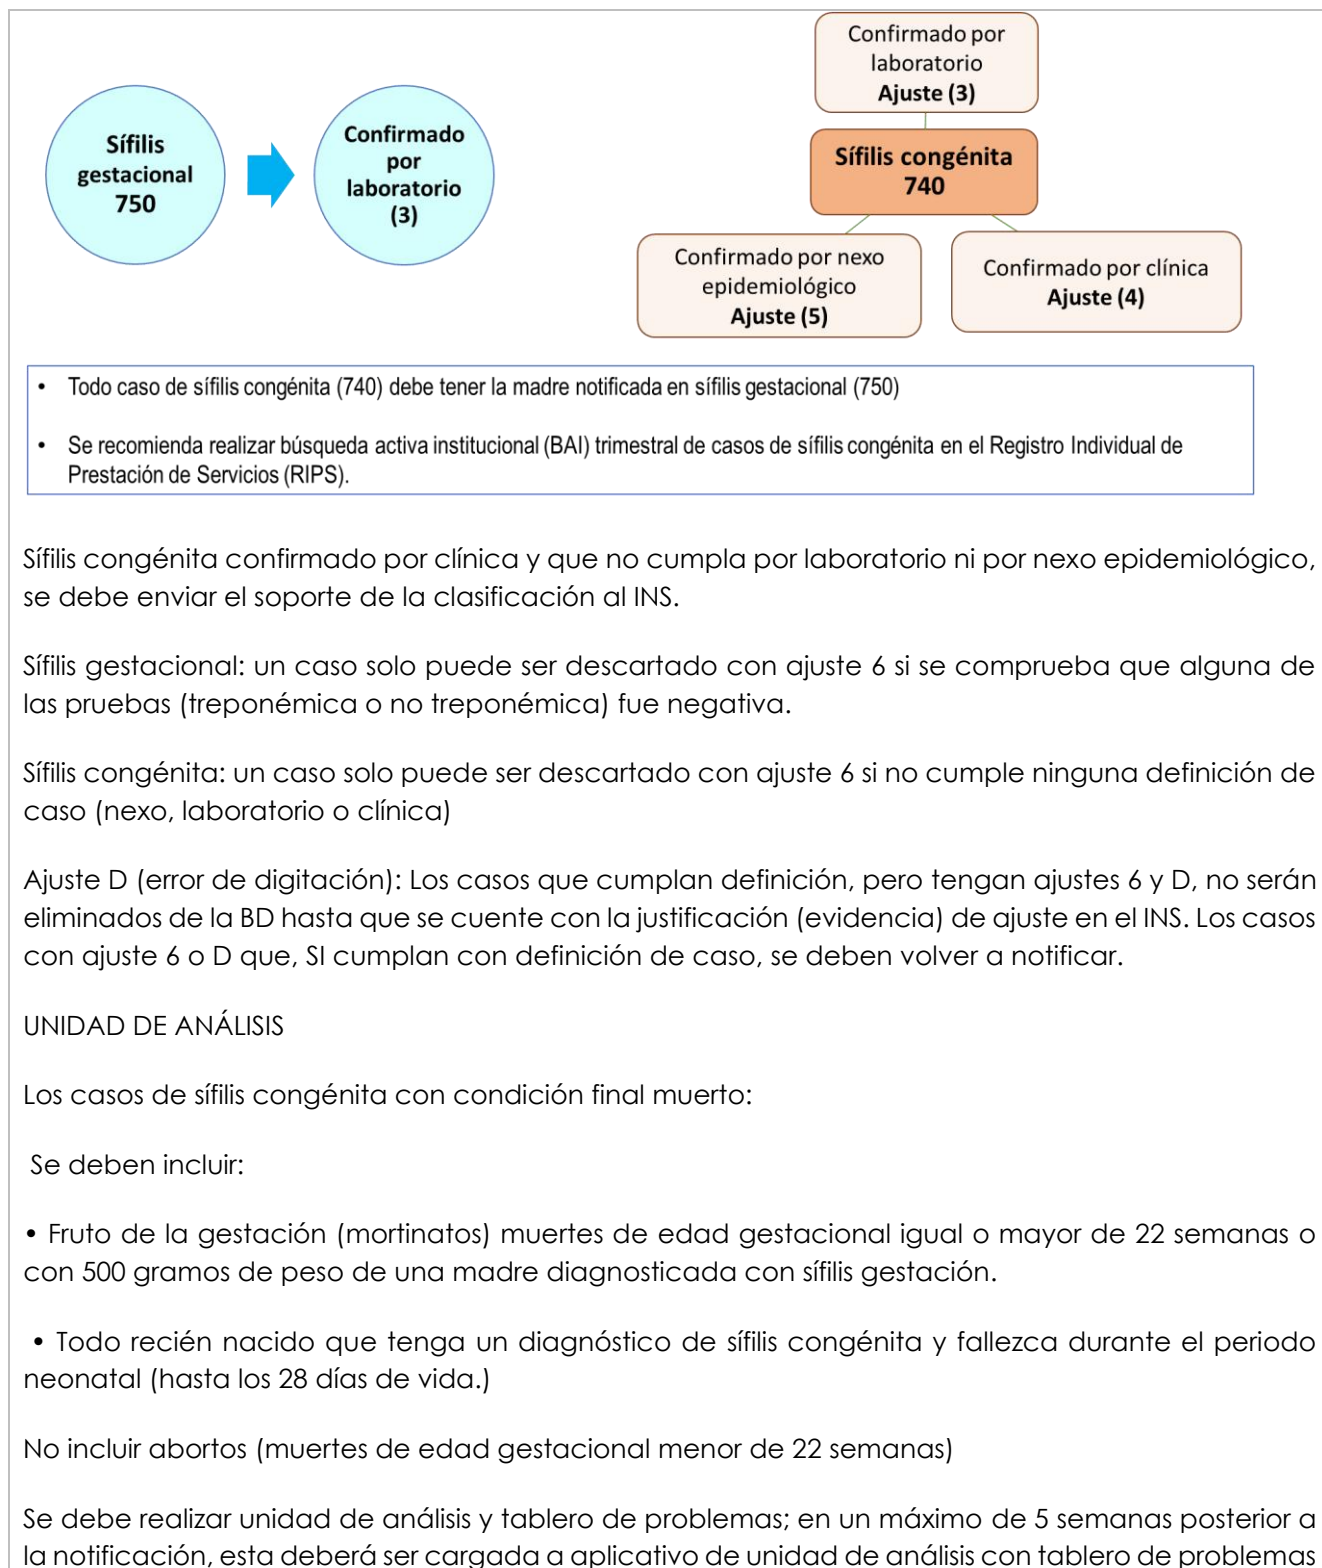 Sífilis
gestacional
750
Confirmado
por
laboratorio
(3)
Confirmado por
laboratorio
Ajuste (3)
Sífilis congénita
740
Confirmado por nexo
epidemiológico
Ajuste (5)
Confirmado por clínica
Ajuste (4)
• Todo caso de sífilis congénita (740) debe tener la madre notificada en sífilis gestacional (750)
• Se recomienda realizar búsqueda activa institucional (BAI) trimestral de casos de sífilis congénita en el Registro Individual de
Prestación de Servicios (RIPS).
Sífilis congénita confirmado por clínica y que no cumpla por laboratorio ni por nexo epidemiológico,
se debe enviar el soporte de la clasificación al INS.
Sífilis gestacional: un caso solo puede ser descartado con ajuste 6 si se comprueba que alguna de
las pruebas (treponémica o no treponémica) fue negativa.
Sífilis congénita: un caso solo puede ser descartado con ajuste 6 si no cumple ninguna definición de
caso (nexo, laboratorio o clínica)
Ajuste D (error de digitación): Los casos que cumplan definición, pero tengan ajustes 6 y D, no serán
eliminados de la BD hasta que se cuente con la justificación (evidencia) de ajuste en el INS. Los casos
con ajuste 6 o D que, SI cumplan con definición de caso, se deben volver a notificar.
UNIDAD DE ANÁLISIS
Los casos de sífilis congénita con condición final muerto:
Se deben incluir:
• Fruto de la gestación (mortinatos) muertes de edad gestacional igual o mayor de 22 semanas o
con 500 gramos de peso de una madre diagnosticada con sífilis gestación.
• Todo recién nacido que tenga un diagnóstico de sífilis congénita y fallezca durante el periodo
neonatal (hasta los 28 días de vida.)
No incluir abortos (muertes de edad gestacional menor de 22 semanas)
Se debe realizar unidad de análisis y tablero de problemas; en un máximo de 5 semanas posterior a
la notificación, esta deberá ser cargada a aplicativo de unidad de análisis con tablero de problemas